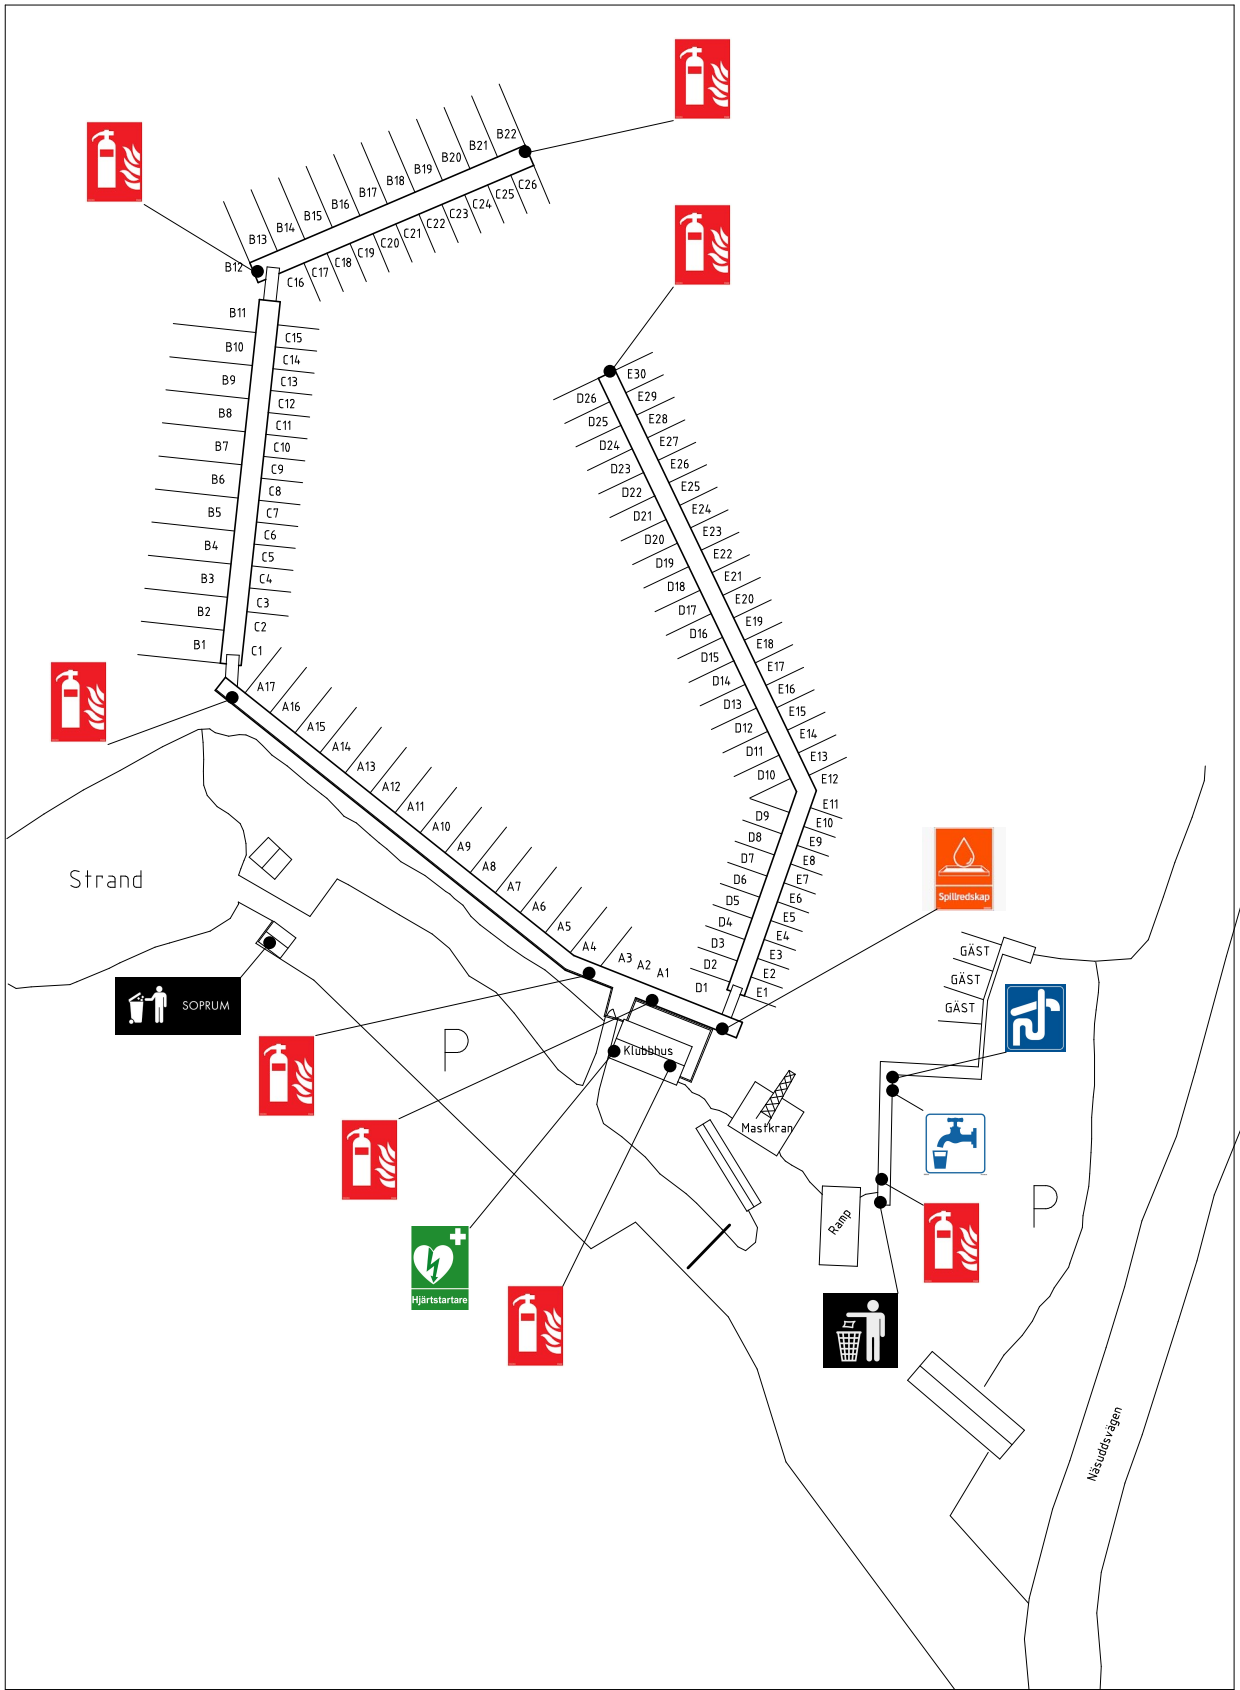 B22
B21
B20
B19
B18
B17
B16
B15
B14
B13
B12
C26
C25
C24
C23
C22
C21
C20
C19
C18
C17
C16
B11
B10
B9
B8
B7
B6
B5
B4
B3
B2
B1
C15
C14
C13
C12
C11
C10
C9
C8
C7
C6
C5
C4
C3
C2
C1
E30
E29
E28
E27
E26
E25
E24
E23
E22
E21
E20
E19
E18
E17
E16
E15
E14
E13
E12
E11
E10
E9
E8
E7
E6
E5
E4
E3
E2
E1
D26
D25
D24
D23
D22
D21
D20
D19
D18
D17
D16
D15
D14
D13
D12
D11
D10
D9
D8
D7
D6
D5
D4
D3
D2
D1
A17
A16
A15
A14
A13
A12
A11
A10
A9
A8
A7
A6
A5
A4
A3
A2
A1
Strand
Spillredskap
GÄST
GÄST
GÄST
SOPRUM
P
Klubbhus
Mastkran
Ramp
P
Hjärtstartare
Näsuddsvägen